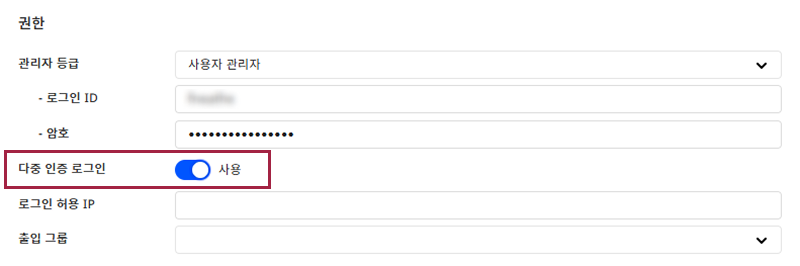 권한
관리자 등급 사용자 관리자
- 로그인 ID
- 암호 ••••••••••••••••
다중 인증 로그인 사용
로그인 허용 IP
출입 그룹